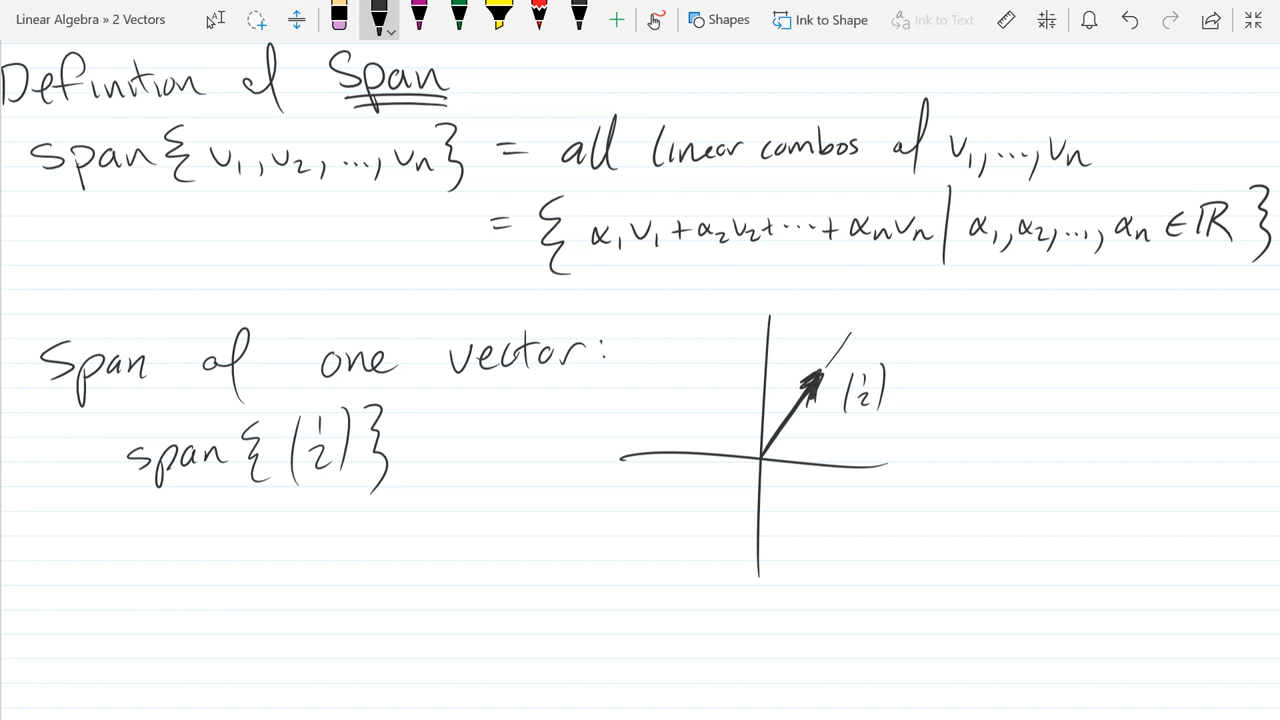 Linear Algebra » 2 Vectors
Shapes
Ink to Shape
Ink to Text
Definition of Span
span{ v₁, v₂, ..., vₙ } = all linear combos of v₁, ..., vₙ
= { α₁v₁ + α₂v₂ + ··· + αₙvₙ | α₁, α₂, ..., αₙ ∈ ℝ }
Span of one vector:
(1 2)
span{ (1 2) }